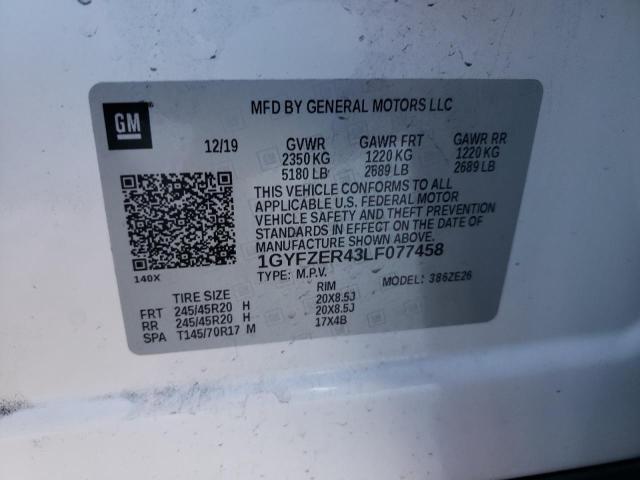 GM
MFD BY GENERAL MOTORS LLC
12/19 GVWR GAWR FRT GAWR RR
2350 KG 1220 KG 1220 KG
5180 LB 2689 LB 2689 LB
THIS VEHICLE CONFORMS TO ALL
APPLICABLE U.S. FEDERAL MOTOR
VEHICLE SAFETY AND THEFT PREVENTION
STANDARDS IN EFFECT ON THE DATE OF
MANUFACTURE SHOWN ABOVE.
1GYFZER43LF077458
140X
TYPE: M.P.V. MODEL: 386ZE26
TIRE SIZE RIM
FRT 245/45R20 H 20X8.5J
RR 245/45R20 H 20X8.5J
SPA T145/70R17 M 17X4B